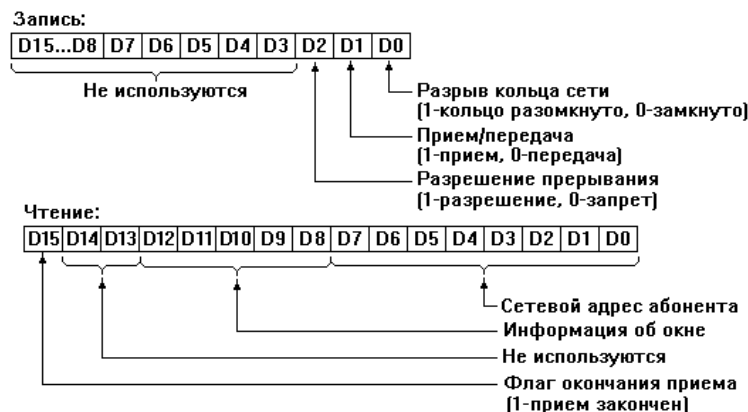 Запись:
D15...D8 D7 D6 D5 D4 D3 D2 D1 D0
Не используются
Разрыв кольца сети
(1-кольцо разомкнуто, 0-замкнуто)
Прием/передача
(1-прием, 0-передача)
Разрешение прерывания
(1-разрешение, 0-запрет)
Чтение:
D15 D14 D13 D12 D11 D10 D9 D8 D7 D6 D5 D4 D3 D2 D1 D0
Сетевой адрес абонента
Информация об окне
Не используются
Флаг окончания приема
(1-прием закончен)